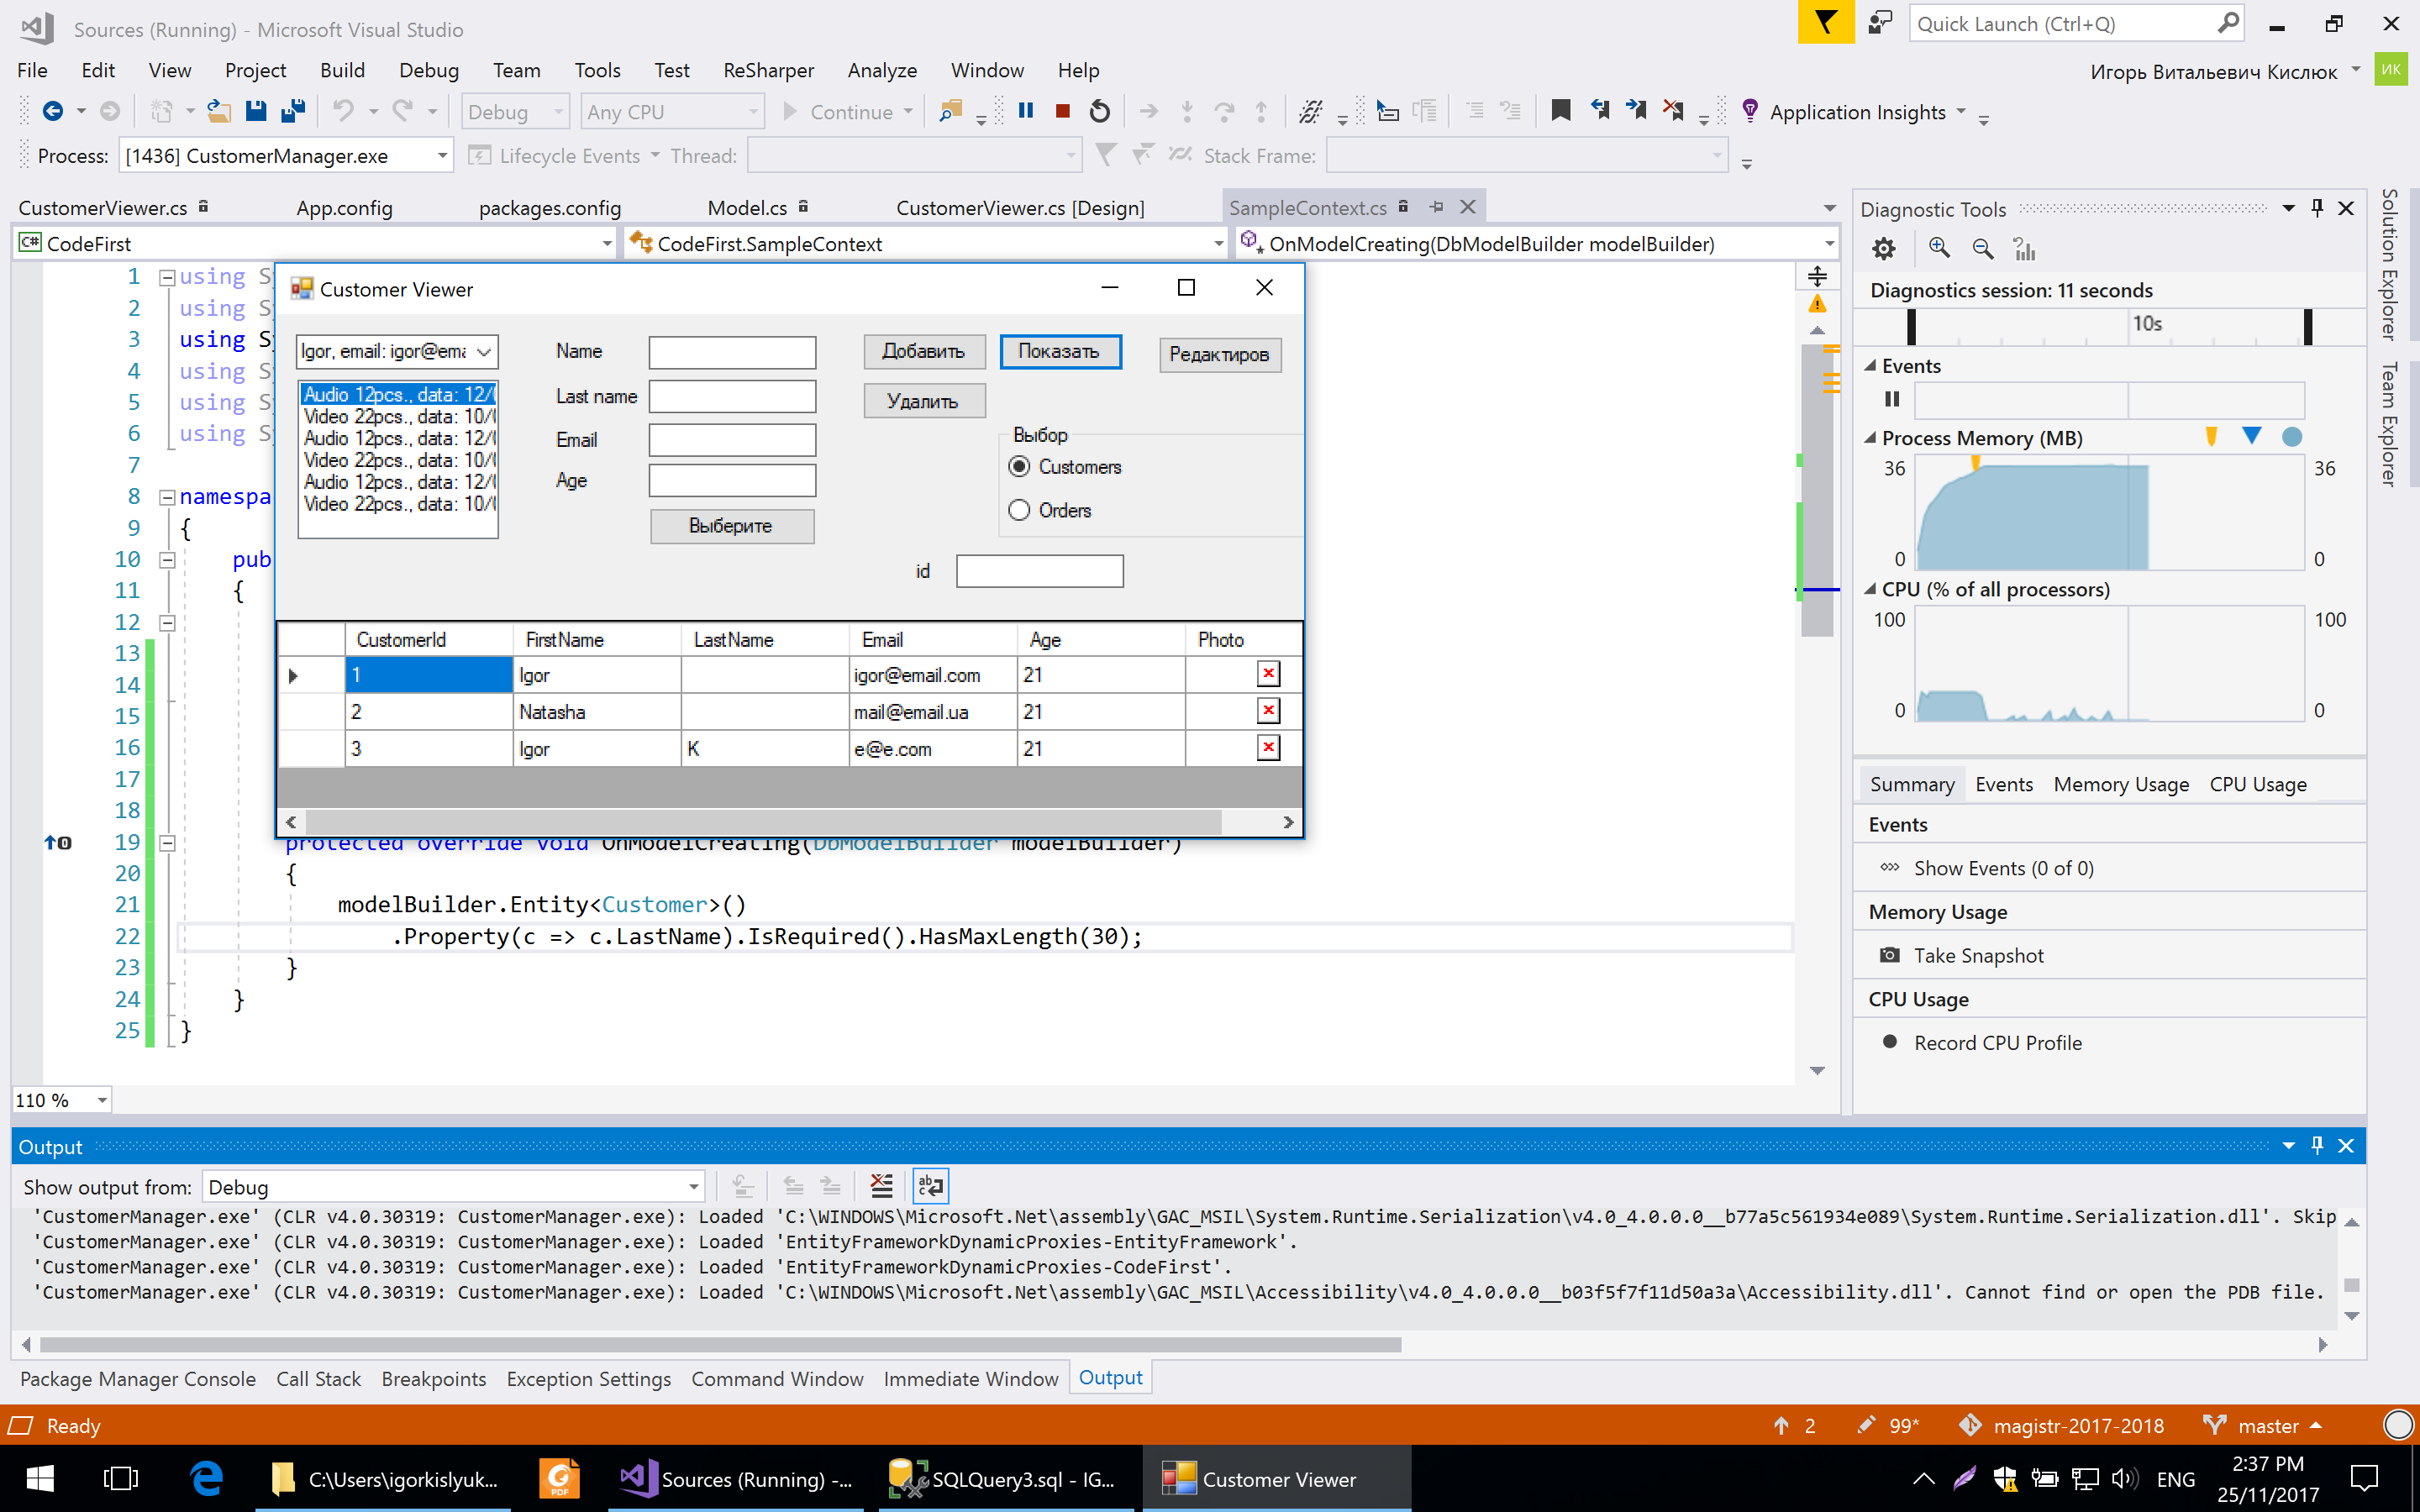 Sources (Running) - Microsoft Visual Studio
Quick Launch (Ctrl+Q)
File Edit View Project Build Debug Team Tools Test ReSharper Analyze Window Help
Игорь Витальевич Кислюк ИК
Debug Any CPU Continue Application Insights
Process: [1436] CustomerManager.exe Lifecycle Events Thread: Stack Frame:
CustomerViewer.cs App.config packages.config Model.cs CustomerViewer.cs [Design] SampleContext.cs
C# CodeFirst CodeFirst.SampleContext OnModelCreating(DbModelBuilder modelBuilder)
1 using Sy
2 using Sy
3 using Sy
4 using Sy
5 using Sy
6 using Sy
7
8 namespa
9 {
10 pub
11 {
12
13
14
15
16
17
18
19 protected override void OnModelCreating(DbModelBuilder modelBuilder)
20 {
21 modelBuilder.Entity<Customer>()
22 .Property(c => c.LastName).IsRequired().HasMaxLength(30);
23 }
24 }
25 }
110 %
Customer Viewer
Igor, email: igor@ema
Audio 12pcs., data: 12/
Video 22pcs., data: 10/
Audio 12pcs., data: 12/
Video 22pcs., data: 10/
Audio 12pcs., data: 12/
Video 22pcs., data: 10/
Name
Last name
Email
Age
Выберите
Добавить Показать Редактиров
Удалить
Выбор
Customers
Orders
id
CustomerId FirstName LastName Email Age Photo
1 Igor igor@email.com 21
2 Natasha mail@email.ua 21
3 Igor K e@e.com 21
Diagnostic Tools
Diagnostics session: 11 seconds
10s
Events
Process Memory (MB)
36 36
0 0
CPU (% of all processors)
100 100
0 0
Summary Events Memory Usage CPU Usage
Events
Show Events (0 of 0)
Memory Usage
Take Snapshot
CPU Usage
Record CPU Profile
Solution Explorer
Team Explorer
Output
Show output from: Debug
'CustomerManager.exe' (CLR v4.0.30319: CustomerManager.exe): Loaded 'C:\WINDOWS\Microsoft.Net\assembly\GAC_MSIL\System.Runtime.Serialization\v4.0_4.0.0.0__b77a5c561934e089\System.Runtime.Serialization.dll'. Skip
'CustomerManager.exe' (CLR v4.0.30319: CustomerManager.exe): Loaded 'EntityFrameworkDynamicProxies-EntityFramework'.
'CustomerManager.exe' (CLR v4.0.30319: CustomerManager.exe): Loaded 'EntityFrameworkDynamicProxies-CodeFirst'.
'CustomerManager.exe' (CLR v4.0.30319: CustomerManager.exe): Loaded 'C:\WINDOWS\Microsoft.Net\assembly\GAC_MSIL\Accessibility\v4.0_4.0.0.0__b03f5f7f11d50a3a\Accessibility.dll'. Cannot find or open the PDB file.
Package Manager Console Call Stack Breakpoints Exception Settings Command Window Immediate Window Output
Ready 2 99* magistr-2017-2018 master
C:\Users\igorkislyuk... PDF Sources (Running) -... SQLQuery3.sql - IG... Customer Viewer ENG
2:37 PM
25/11/2017